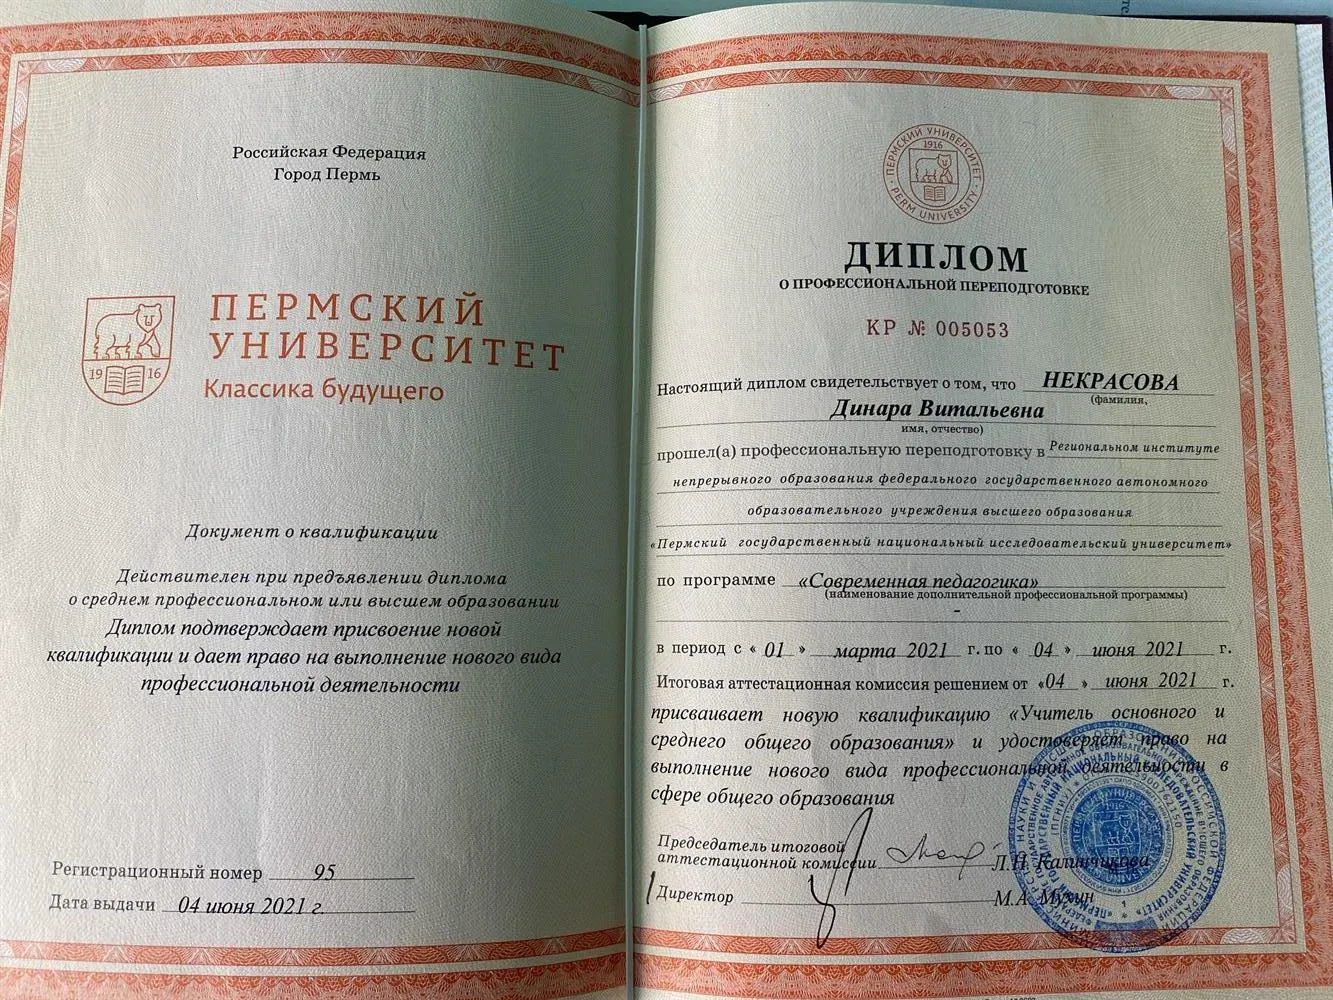 Российская Федерация
Город Пермь
19 16
ПЕРМСКИЙ
УНИВЕРСИТЕТ
Классика будущего
Документ о квалификации
Действителен при предъявлении диплома
о среднем профессиональном или высшем образовании
Диплом подтверждает присвоение новой
квалификации и дает право на выполнение нового вида
профессиональной деятельности
Регистрационный номер 95
Дата выдачи 04 июня 2021 г.
ПЕРМСКИЙ УНИВЕРСИТЕТ
1916
PERM UNIVERSITY
ДИПЛОМ
О ПРОФЕССИОНАЛЬНОЙ ПЕРЕПОДГОТОВКЕ
КР № 005053
Настоящий диплом свидетельствует о том, что НЕКРАСОВА
(фамилия,
Динара Витальевна
имя, отчество)
прошел(а) профессиональную переподготовку в Региональном институте
непрерывного образования федерального государственного автономного
образовательного учреждения высшего образования
«Пермский государственный национальный исследовательский университет»
по программе «Современная педагогика»
(наименование дополнительной профессиональной программы)
-
в период с « 01 » марта 2021 г. по « 04 » июня 2021 г.
Итоговая аттестационная комиссия решением от «04 » июня 2021 г.
присваивает новую квалификацию «Учитель основного и
среднего общего образования» и удостоверяет право на
выполнение нового вида профессиональной деятельности в
сфере общего образования
Председатель итоговой
аттестационной комиссии Л.Н. Калинчикова
Директор М.А. Мухин